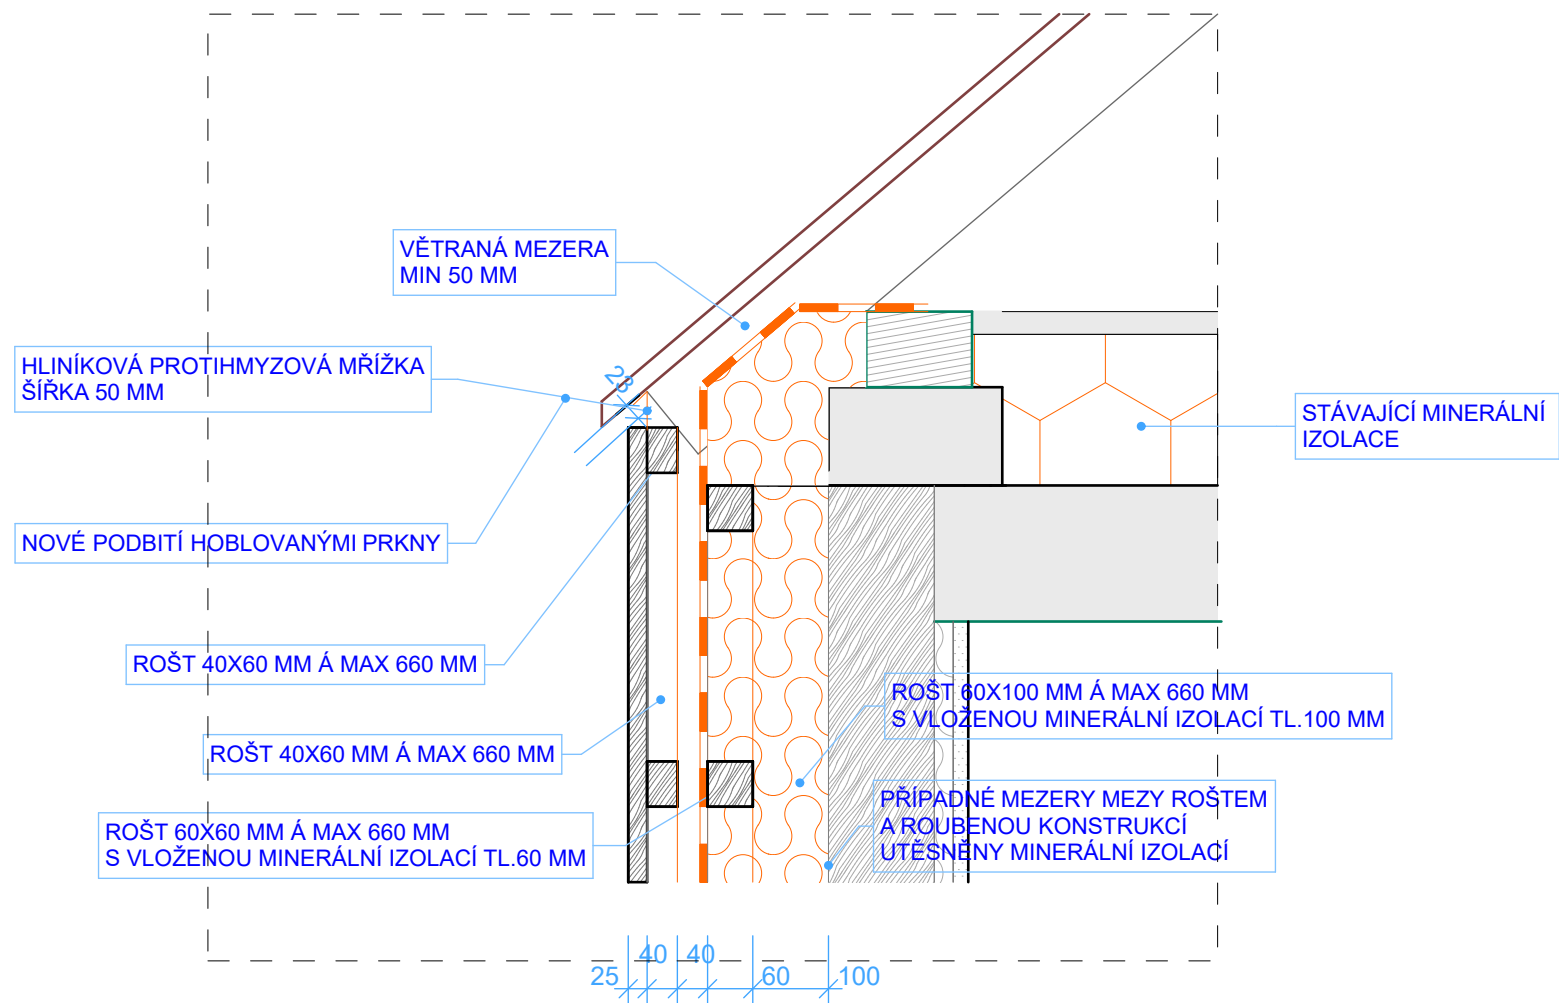 VĚTRANÁ MEZERA
MIN 50 MM
HLINÍKOVÁ PROTIHMYZOVÁ MŘÍŽKA
ŠÍŘKA 50 MM
23
STÁVAJÍCÍ MINERÁLNÍ
IZOLACE
NOVÉ PODBITÍ HOBLOVANÝMI PRKNY
ROŠT 40X60 MM Á MAX 660 MM
ROŠT 60X100 MM Á MAX 660 MM
S VLOŽENOU MINERÁLNÍ IZOLACÍ TL.100 MM
ROŠT 40X60 MM Á MAX 660 MM
PŘÍPADNÉ MEZERY MEZY ROŠTEM
A ROUBENOU KONSTRUKCÍ
UTĚSNĚNY MINERÁLNÍ IZOLACÍ
ROŠT 60X60 MM Á MAX 660 MM
S VLOŽENOU MINERÁLNÍ IZOLACÍ TL.60 MM
40 40
25 60 100